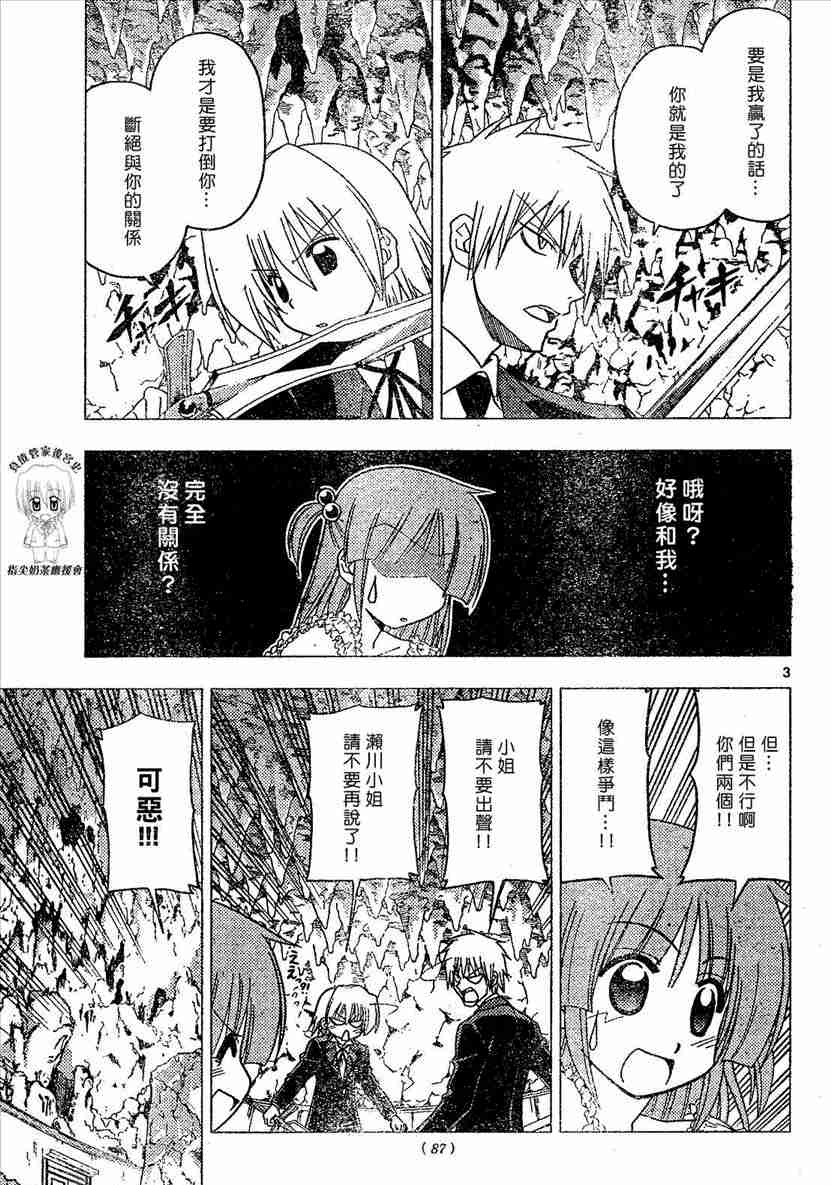 要是我贏了的話…
你就是我的了
チャキ
我才是要打倒你…
斷絕與你的關係
チャキ
哦呀？
好像和我…
完全
沒有關係？
負債管家後宮史
指尖奶茶應援會
3
但…
但是不行啊
你們兩個!!
像這樣爭鬥…!!
小姐
請不要出聲!!
瀨川小姐
請不要再說了!!
可惡!!!
(87)